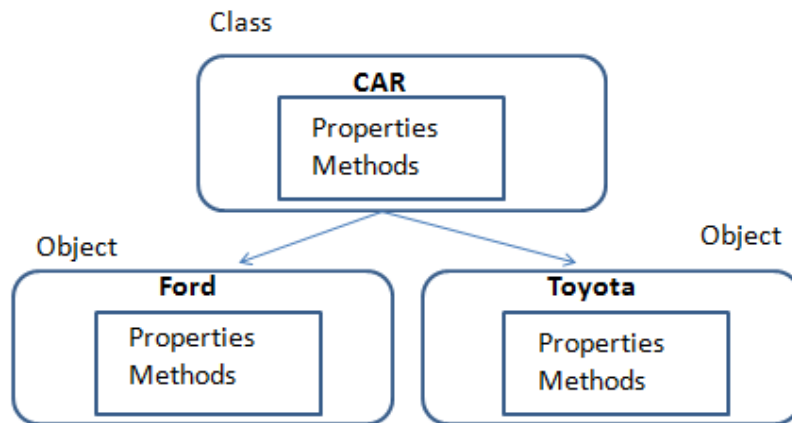 Class
CAR
Properties
Methods
Object
Object
Ford
Properties
Methods
Toyota
Properties
Methods